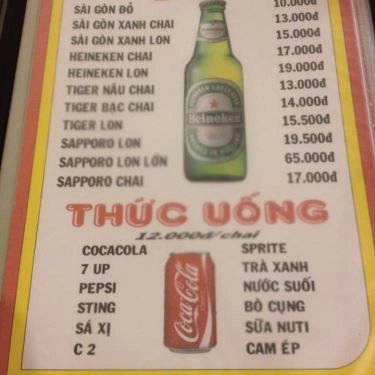 SÀI GÒN ĐỎ 10.000đ
SÀI GÒN XANH CHAI 13.000đ
SÀI GÒN XANH LON 15.000đ
HEINEKEN CHAI 17.000đ
HEINEKEN LON 19.000đ
TIGER NÂU CHAI 13.000đ
TIGER BẠC CHAI 14.000đ
TIGER LON 15.500đ
SAPPORO LON 19.500đ
SAPPORO LON LỚN 65.000đ
SAPPORO CHAI 17.000đ
Heineken
THỨC UỐNG
12.000đ/chai
COCACOLA SPRITE
7 UP TRÀ XANH
PEPSI NƯỚC SUỐI
STING BÒ CỤNG
SÁ XỊ SỮA NUTI
C 2 CAM ÉP
Coca-Cola